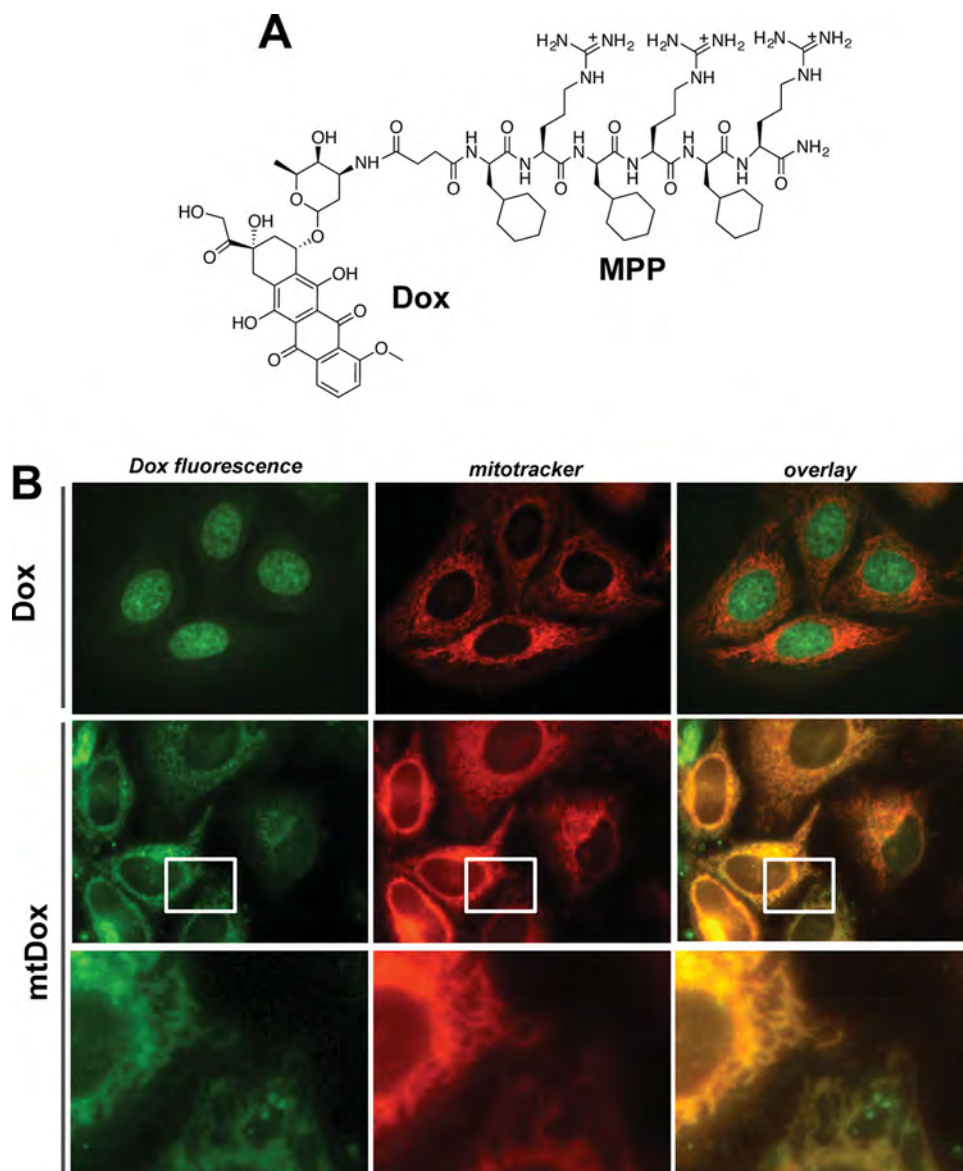 A
H₂N + NH₂ H₂N + NH₂ H₂N + NH₂
NH NH NH
OH O H O H O H O
NH N N N NH₂
O N N N O
O H O H O H
HO OH O
O
OH MPP
Dox
HO O
O O
B Dox fluorescence mitotracker overlay
Dox
mtDox